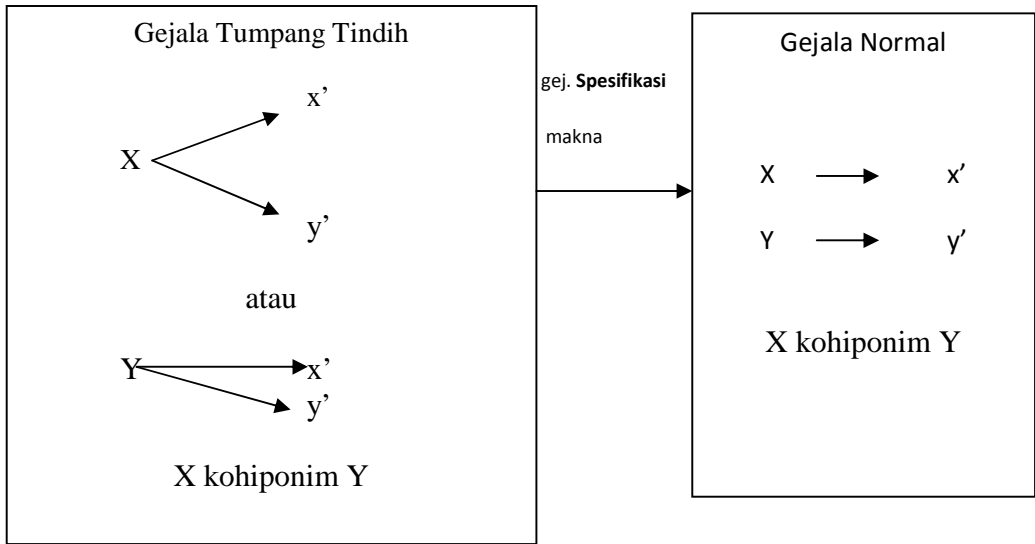 Gejala Tumpang Tindih
x’
X
y’
atau
Y x’
y’
X kohiponim Y
gej. Spesifikasi
makna
Gejala Normal
X x’
Y y’
X kohiponim Y